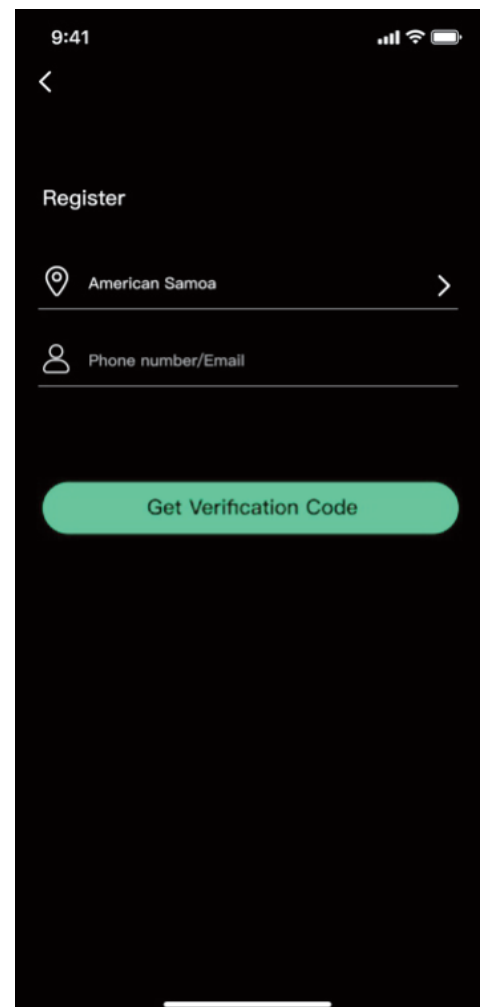 9:41
Register
American Samoa
Phone number/Email
Get Verification Code